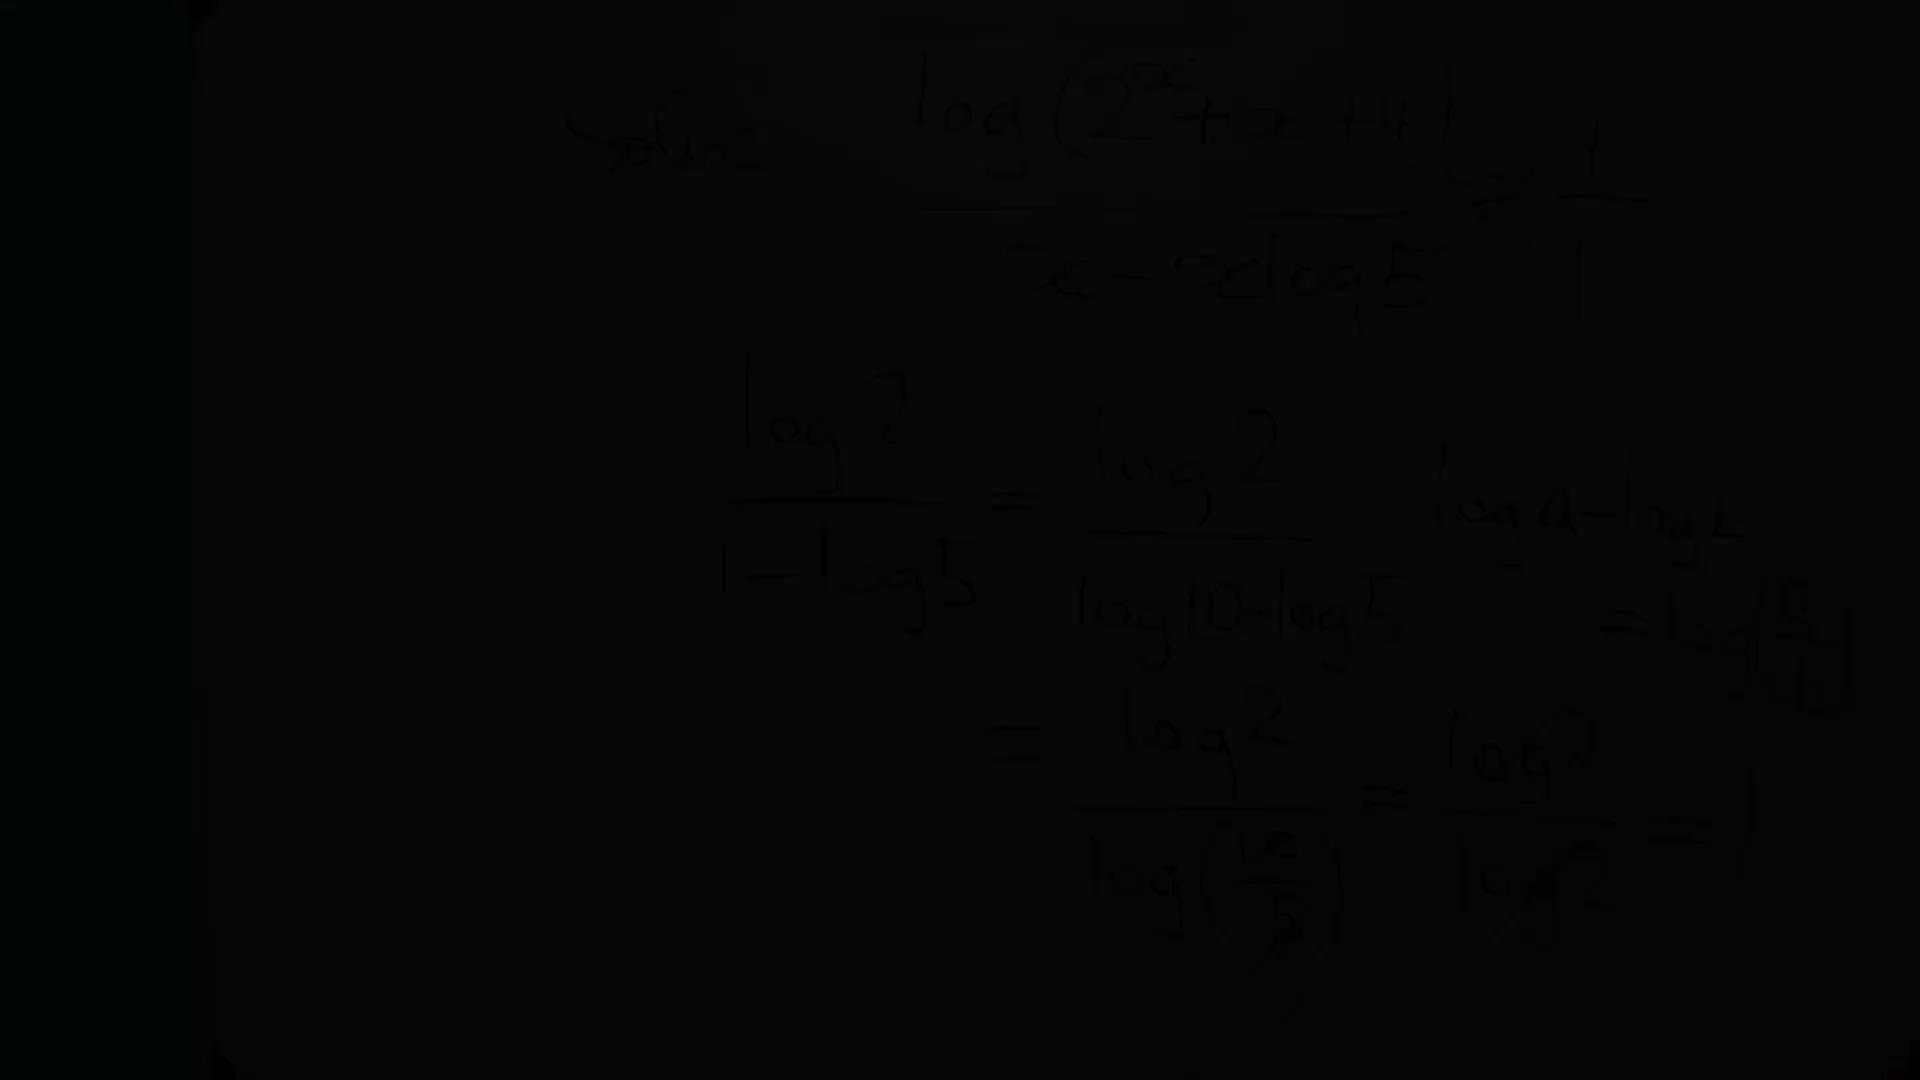 Solve log(2^x + x + 4) / (x - x log 5) = 1/1
log 2 / (1 - log 5) = log 2 / (log 10 - log 5)
log a - log b = log(a/b)
= log 2 / log(10/5) = log 2 / log 2 = 1